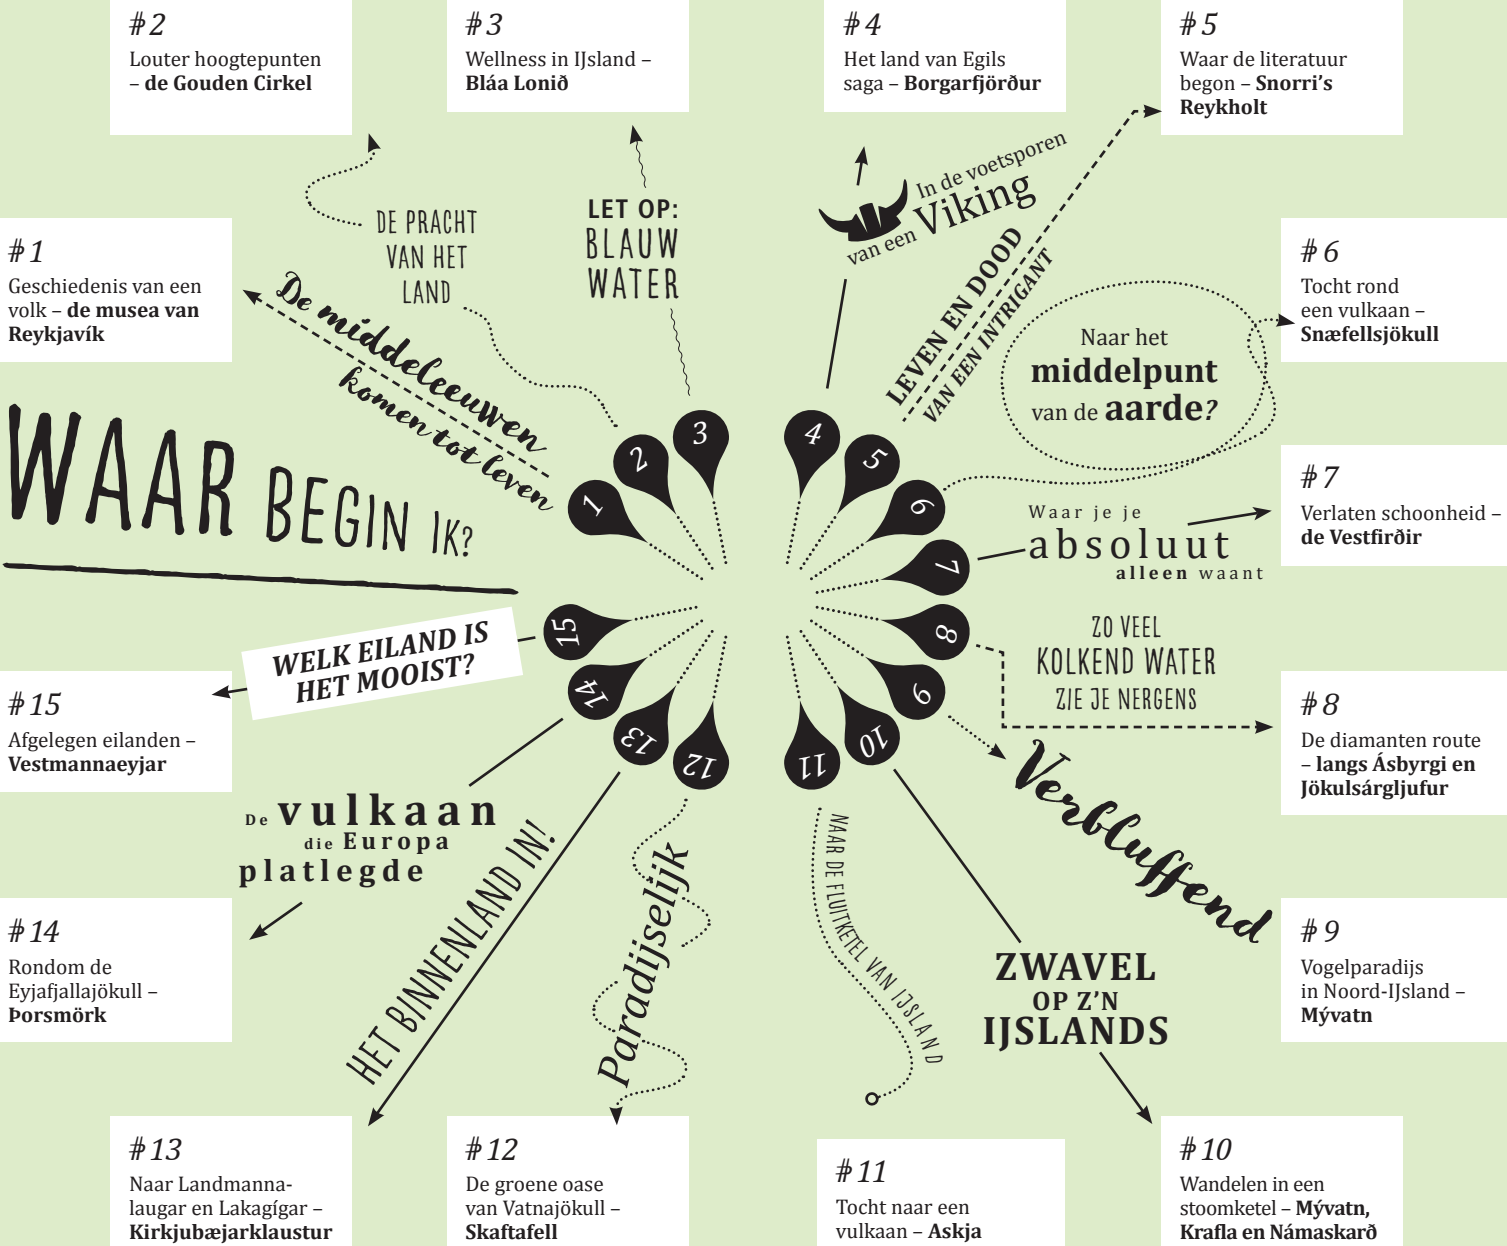 #2
Louter hoogtepunten
– de Gouden Cirkel
#3
Wellness in IJsland –
Bláa Lonið
#4
Het land van Egils
saga – Borgarfjörður
#5
Waar de literatuur
begon – Snorri's
Reykholt
#1
Geschiedenis van een
volk – de musea van
Reykjavík
DE PRACHT
VAN HET
LAND
LET OP:
BLAUW
WATER
In de voetsporen
van een Viking
LEVEN EN DOOD
VAN EEN INTRIGANT
#6
Tocht rond
een vulkaan –
Snæfellsjökull
De middeleeuwen
komen tot leven
Naar het
middelpunt
van de aarde?
WAAR BEGIN IK?
1
2
3
4
5
6
7
8
9
10
11
12
13
14
15
#7
Verlaten schoonheid –
de Vestfirðir
Waar je je
absoluut
alleen waant
WELK EILAND IS
HET MOOIST?
ZO VEEL
KOLKEND WATER
ZIE JE NERGENS
#15
Afgelegen eilanden –
Vestmannaeyjar
#8
De diamanten route
– langs Ásbyrgi en
Jökulsárgljufur
De vulkaan
die Europa
platlegde
HET BINNENLAND IN!
Paradijselijk
NAAR DE FLUITKETEL VAN IJSLAND
Verbluffend
#14
Rondom de
Eyjafjallajökull –
Þorsmörk
ZWAVEL
OP Z'N
IJSLANDS
#9
Vogelparadijs
in Noord-IJsland –
Mývatn
#13
Naar Landmanna-
laugar en Lakagígar –
Kirkjubæjarklaustur
#12
De groene oase
van Vatnajökull –
Skaftafell
#11
Tocht naar een
vulkaan – Askja
#10
Wandelen in een
stoomketel – Mývatn,
Krafla en Námaskarð